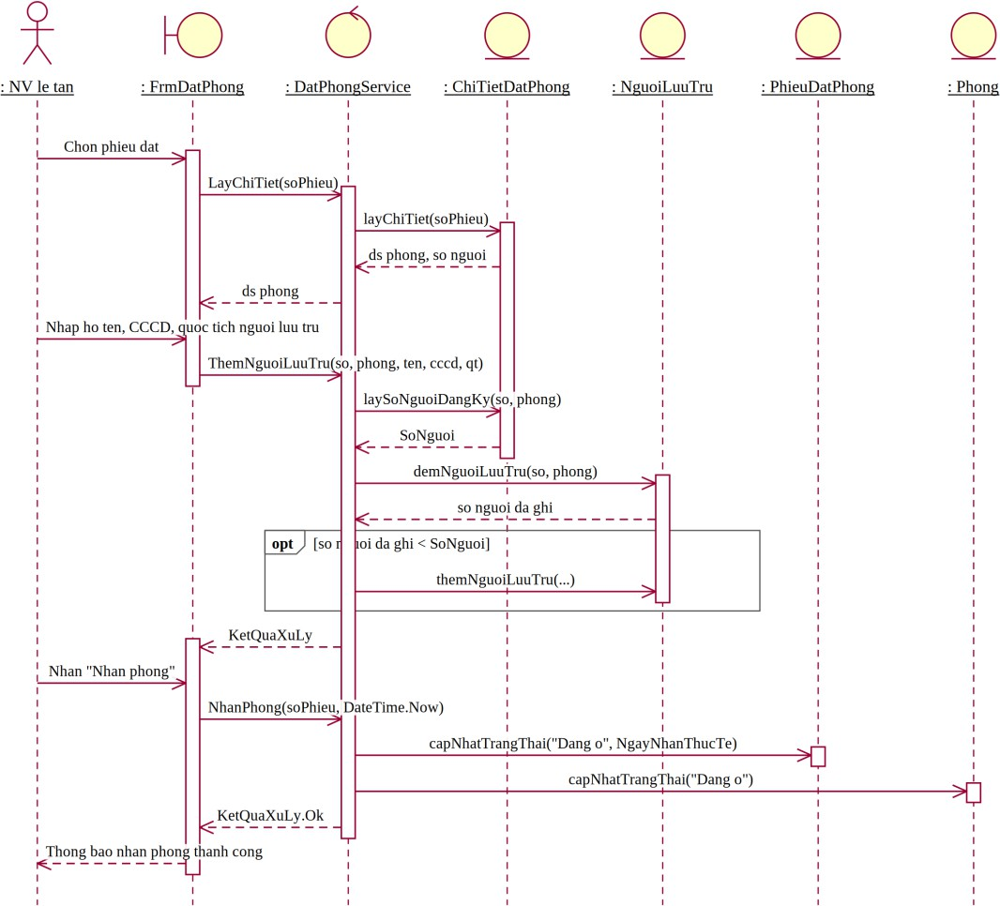 : NV le tan
: FrmDatPhong
: DatPhongService
: ChiTietDatPhong
: NguoiLuuTru
: PhieuDatPhong
: Phong
Chon phieu dat
LayChiTiet(soPhieu)
layChiTiet(soPhieu)
ds phong, so nguoi
ds phong
Nhap ho ten, CCCD, quoc tich nguoi luu tru
ThemNguoiLuuTru(so, phong, ten, cccd, qt)
laySoNguoiDangKy(so, phong)
SoNguoi
demNguoiLuuTru(so, phong)
so nguoi da ghi
opt [so nguoi da ghi < SoNguoi]
themNguoiLuuTru(...)
KetQuaXuLy
Nhan "Nhan phong"
NhanPhong(soPhieu, DateTime.Now)
capNhatTrangThai("Dang o", NgayNhanThucTe)
capNhatTrangThai("Dang o")
KetQuaXuLy.Ok
Thong bao nhan phong thanh cong